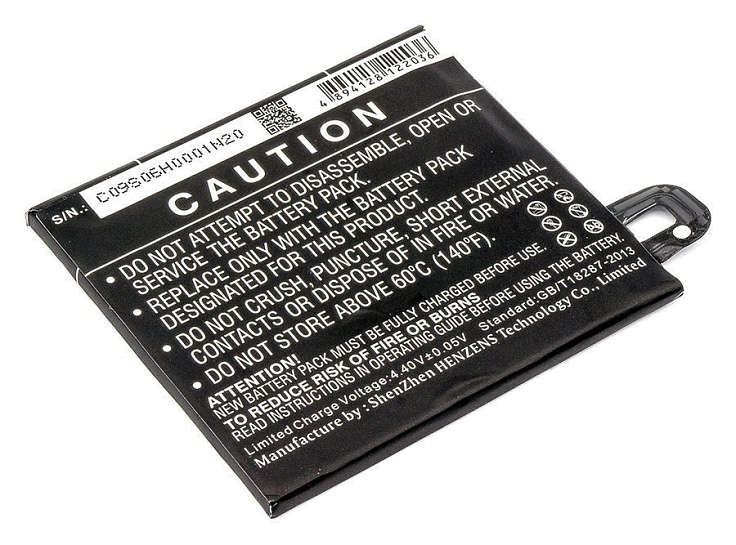 S/N.: C09S06H0001N20
4 894128 122036
CAUTION
• DO NOT ATTEMPT TO DISASSEMBLE, OPEN OR
SERVICE THE BATTERY PACK.
• REPLACE ONLY WITH THE BATTERY PACK
DESIGNATED FOR THIS PRODUCT.
• DO NOT CRUSH, PUNCTURE, SHORT EXTERNAL
CONTACTS OR DISPOSE OF IN FIRE OR WATER.
• DO NOT STORE ABOVE 60°C (140°F).
ATTENTION!
NEW BATTERY PACK MUST BE FULLY CHARGED BEFORE USE.
TO REDUCE RISK OF FIRE OR BURNS
READ INSTRUCTIONS IN OPERATING GUIDE BEFORE USING THE BATTERY.
Limited Charge Voltage:4.40V±0.05V Standard:GB/T18287-2013
Manufacture by : ShenZhen HENZENS Technology Co., Limited